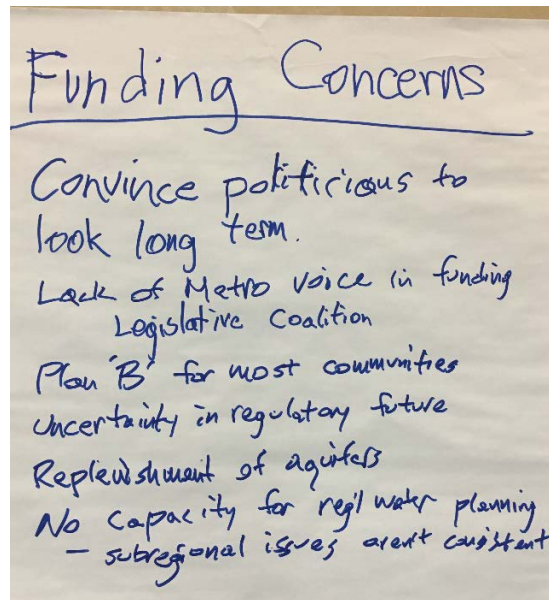 Funding Concerns
Convince politicians to
look long term.
Lack of Metro voice in funding
Legislative Coalition
Plan "B" for most communities
Uncertainty in regulatory future
Replenishment of aquifers
No capacity for reg'l water planning
- subregional issues aren't consistent